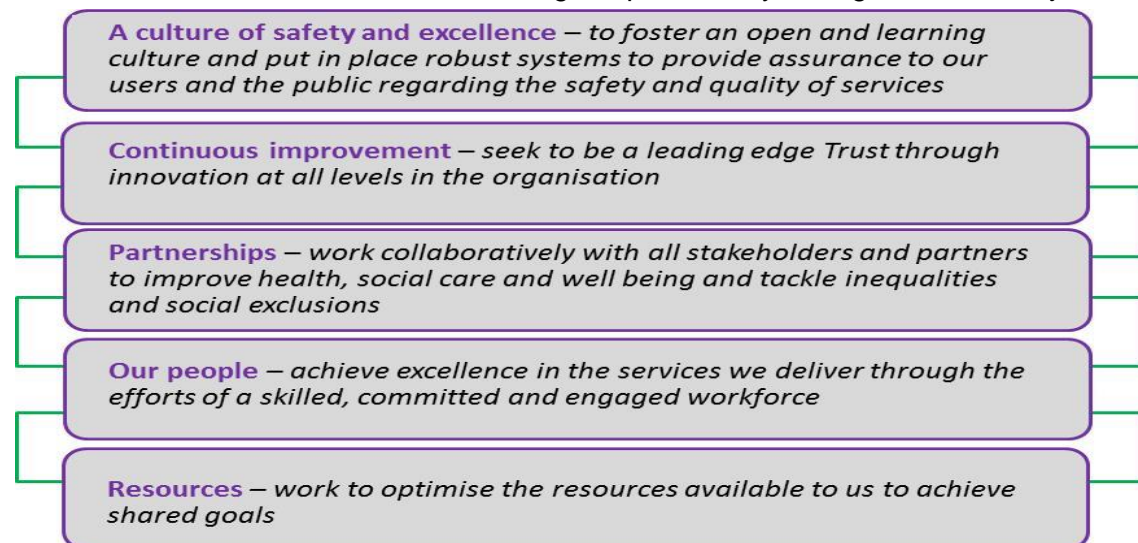 A culture of safety and excellence – to foster an open and learning
culture and put in place robust systems to provide assurance to our
users and the public regarding the safety and quality of services
Continuous improvement – seek to be a leading edge Trust through
innovation at all levels in the organisation
Partnerships – work collaboratively with all stakeholders and partners
to improve health, social care and well being and tackle inequalities
and social exclusions
Our people – achieve excellence in the services we deliver through the
efforts of a skilled, committed and engaged workforce
Resources – work to optimise the resources available to us to achieve
shared goals